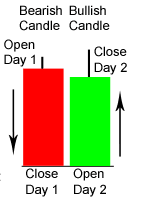 Bearish Bullish
Candle Candle
Open
Day 1
Close
Day 2
Close Open
Day 1 Day 2